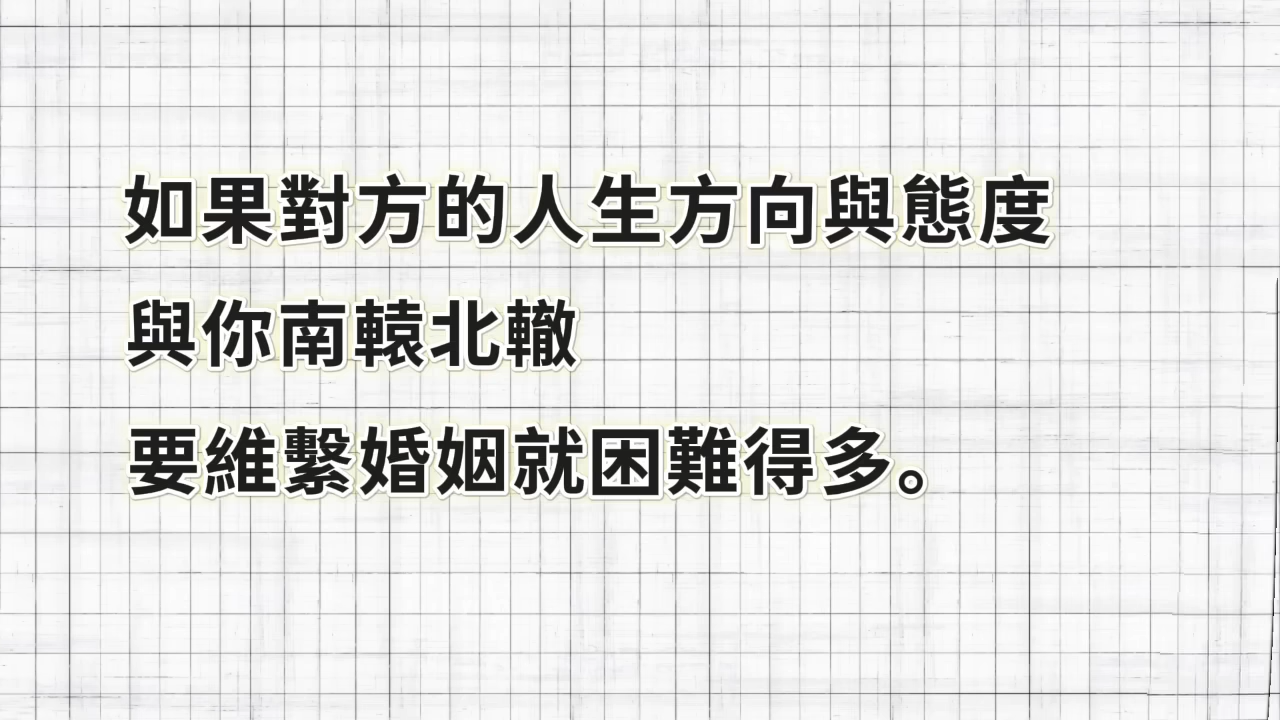 如果對方的人生方向與態度
與你南轅北轍
要維繫婚姻就困難得多。